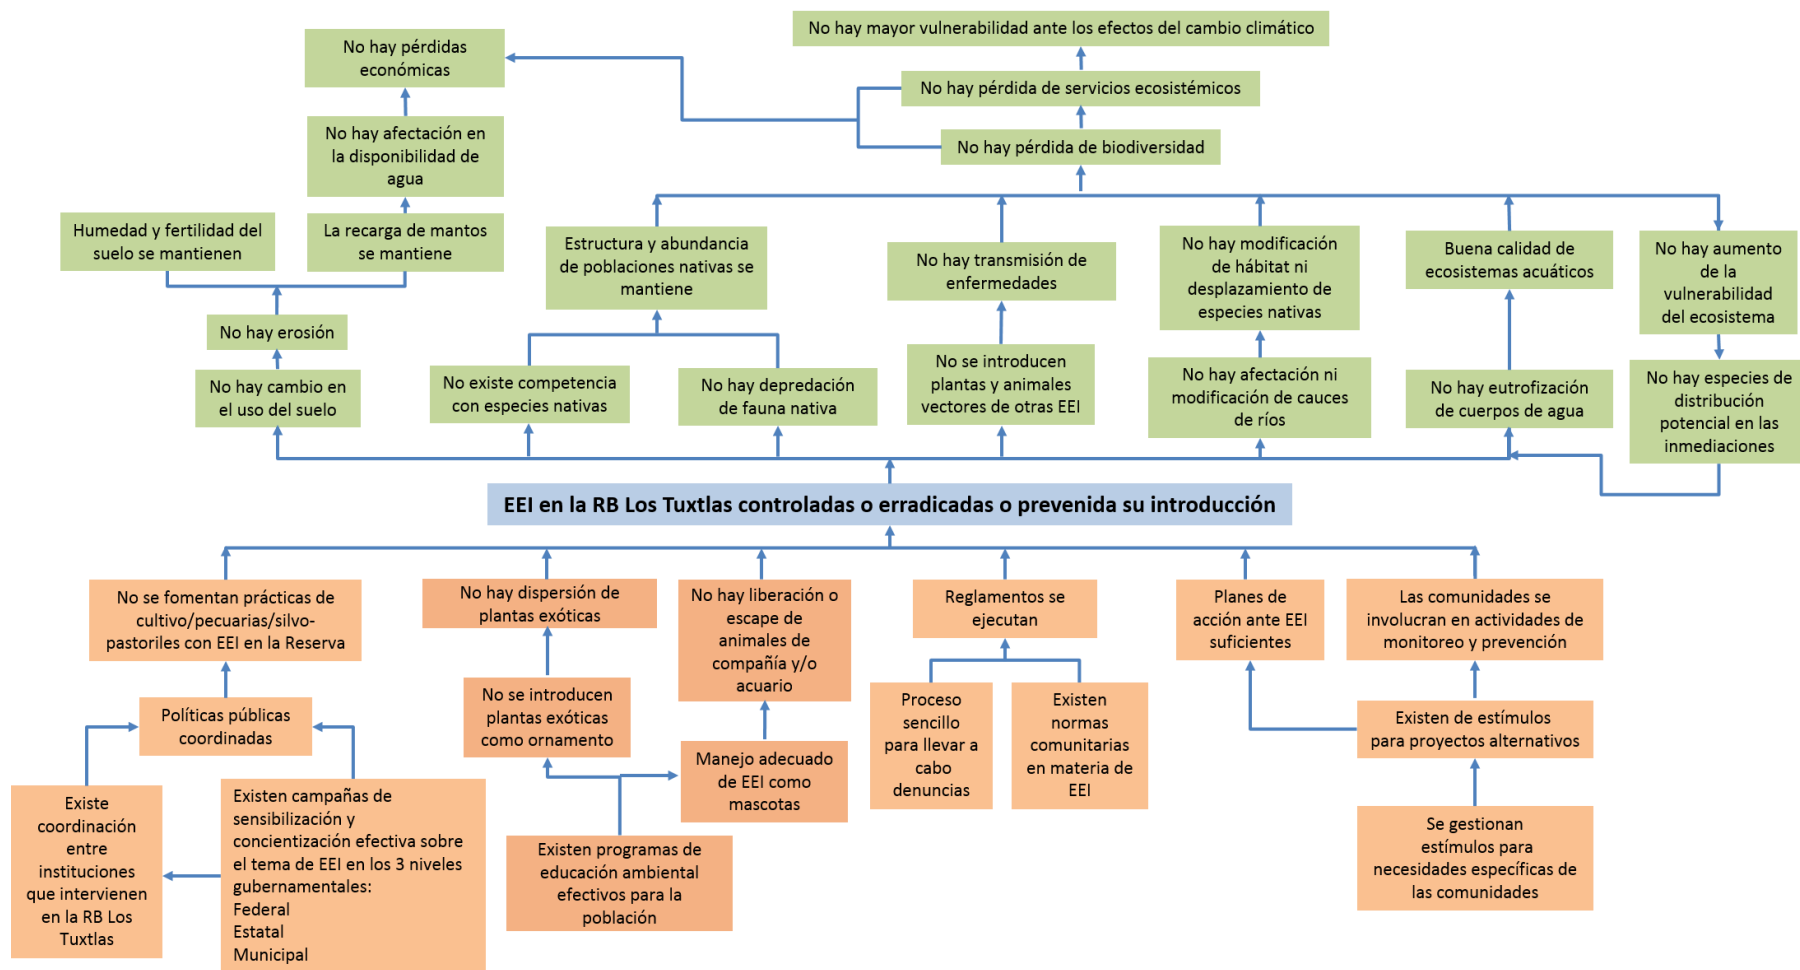 No hay mayor vulnerabilidad ante los efectos del cambio climático
No hay pérdidas
económicas
No hay pérdida de servicios ecosistémicos
No hay pérdida de biodiversidad
No hay afectación en
la disponibilidad de
agua
Humedad y fertilidad del
suelo se mantienen
La recarga de mantos
se mantiene
Estructura y abundancia
de poblaciones nativas se
mantiene
No hay transmisión de
enfermedades
No hay modificación
de hábitat ni
desplazamiento de
especies nativas
Buena calidad de
ecosistemas acuáticos
No hay aumento
de la
vulnerabilidad
del ecosistema
No hay erosión
No hay cambio en
el uso del suelo
No existe competencia
con especies nativas
No hay depredación
de fauna nativa
No se introducen
plantas y animales
vectores de otras EEI
No hay afectación ni
modificación de cauces
de ríos
No hay eutrofización
de cuerpos de agua
No hay especies de
distribución
potencial en las
inmediaciones
EEI en la RB Los Tuxtlas controladas o erradicadas o prevenida su introducción
No se fomentan prácticas de
cultivo/pecuarias/silvo-
pastoriles con EEI en la Reserva
No hay dispersión de
plantas exóticas
No hay liberación o
escape de
animales de
compañía y/o
acuario
Reglamentos se
ejecutan
Planes de
acción ante EEI
suficientes
Las comunidades se
involucran en actividades de
monitoreo y prevención
Políticas públicas
coordinadas
No se introducen
plantas exóticas
como ornamento
Manejo adecuado
de EEI como
mascotas
Proceso
sencillo
para llevar a
cabo
denuncias
Existen
normas
comunitarias
en materia de
EEI
Existen de estímulos
para proyectos alternativos
Existe
coordinación
entre
instituciones
que intervienen
en la RB Los
Tuxtlas
Existen campañas de
sensibilización y
concientización efectiva sobre
el tema de EEI en los 3 niveles
gubernamentales:
Federal
Estatal
Municipal
Existen programas de
educación ambiental
efectivos para la
población
Se gestionan
estímulos para
necesidades específicas de
las comunidades